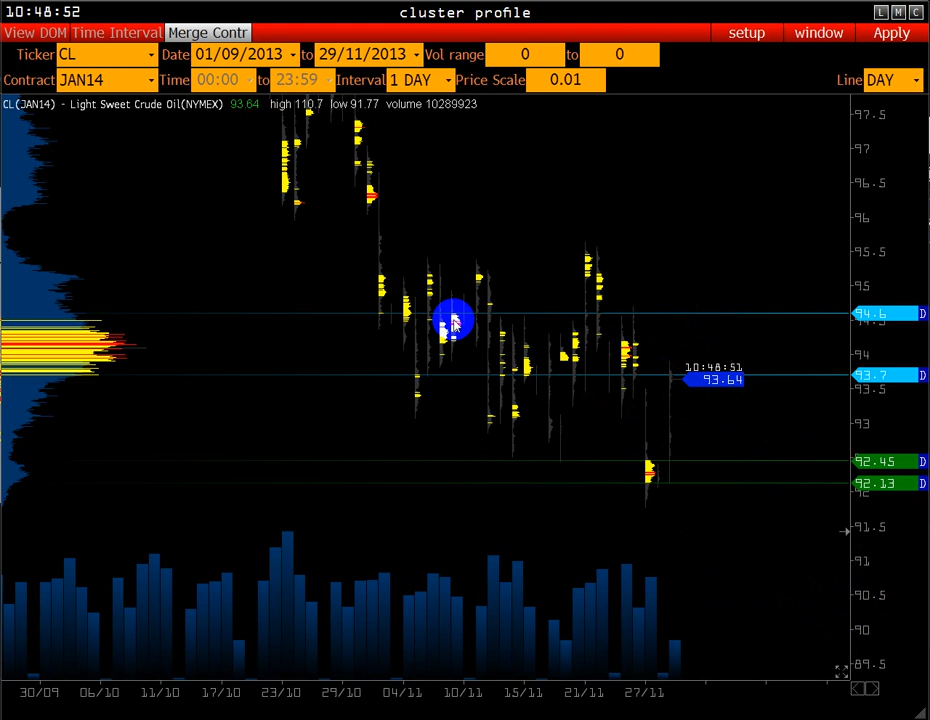 10:48:52 cluster profile L M C
View DOM Time Interval Merge Contr setup window Apply
Ticker CL Date 01/09/2013 to 29/11/2013 Vol range 0 to 0
Contract JAN14 Time 00:00 to 23:59 Interval 1 DAY Price Scale 0.01 Line DAY
CL(JAN14) - Light Sweet Crude Oil(NYMEX) 93.64 high 110.7 low 91.77 volume 10289923
97.5
97
96.5
96
95.5
95
94.6 D
94
10:48:51
93.7 D
93.64
93.5
93
92.45 D
92.13 D
91.5
91
90.5
90
89.5
30/09 06/10 11/10 17/10 23/10 29/10 04/11 10/11 15/11 21/11 27/11